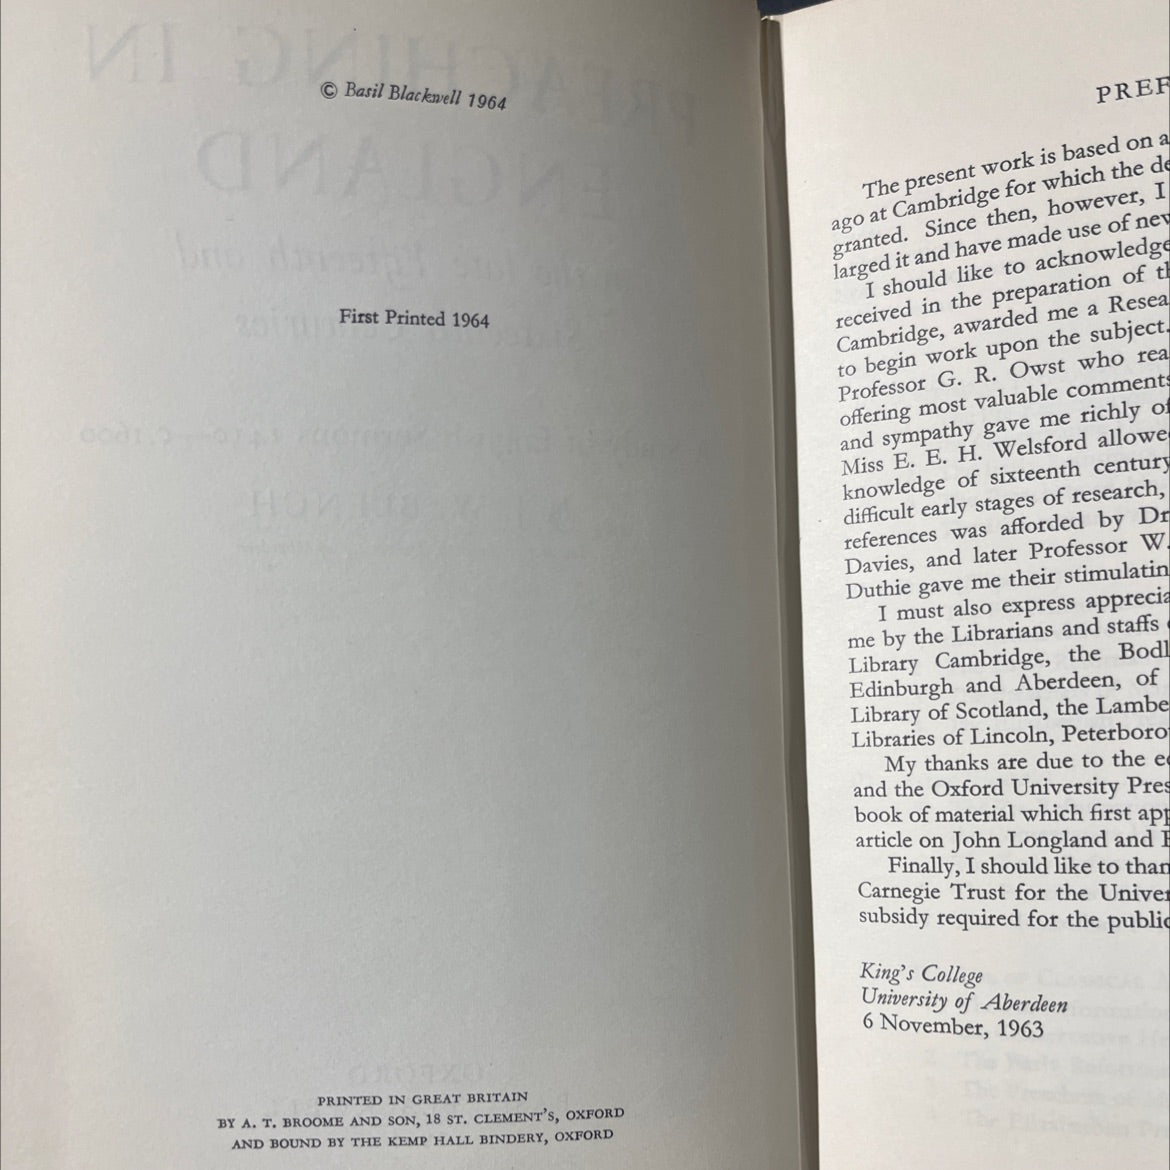 © Basil Blackwell 1964
First Printed 1964
PRINTED IN GREAT BRITAIN
BY A. T. BROOME AND SON, 18 ST. CLEMENT'S, OXFORD
AND BOUND BY THE KEMP HALL BINDERY, OXFORD
PREF
The present work is based on a
ago at Cambridge for which the de
granted. Since then, however, I
larged it and have made use of new
I should like to acknowledge
received in the preparation of th
Cambridge, awarded me a Resea
to begin work upon the subject.
Professor G. R. Owst who rea
offering most valuable comments
and sympathy gave me richly of
Miss E. E. H. Welsford allowe
knowledge of sixteenth century
difficult early stages of research,
references was afforded by Dr
Davies, and later Professor W.
Duthie gave me their stimulatin
I must also express apprecia
me by the Librarians and staffs
Library Cambridge, the Bodl
Edinburgh and Aberdeen, of
Library of Scotland, the Lambe
Libraries of Lincoln, Peterboro
My thanks are due to the e
and the Oxford University Pres
book of material which first app
article on John Longland and
Finally, I should like to than
Carnegie Trust for the Univer
subsidy required for the public
King's College
University of Aberdeen
6 November, 1963